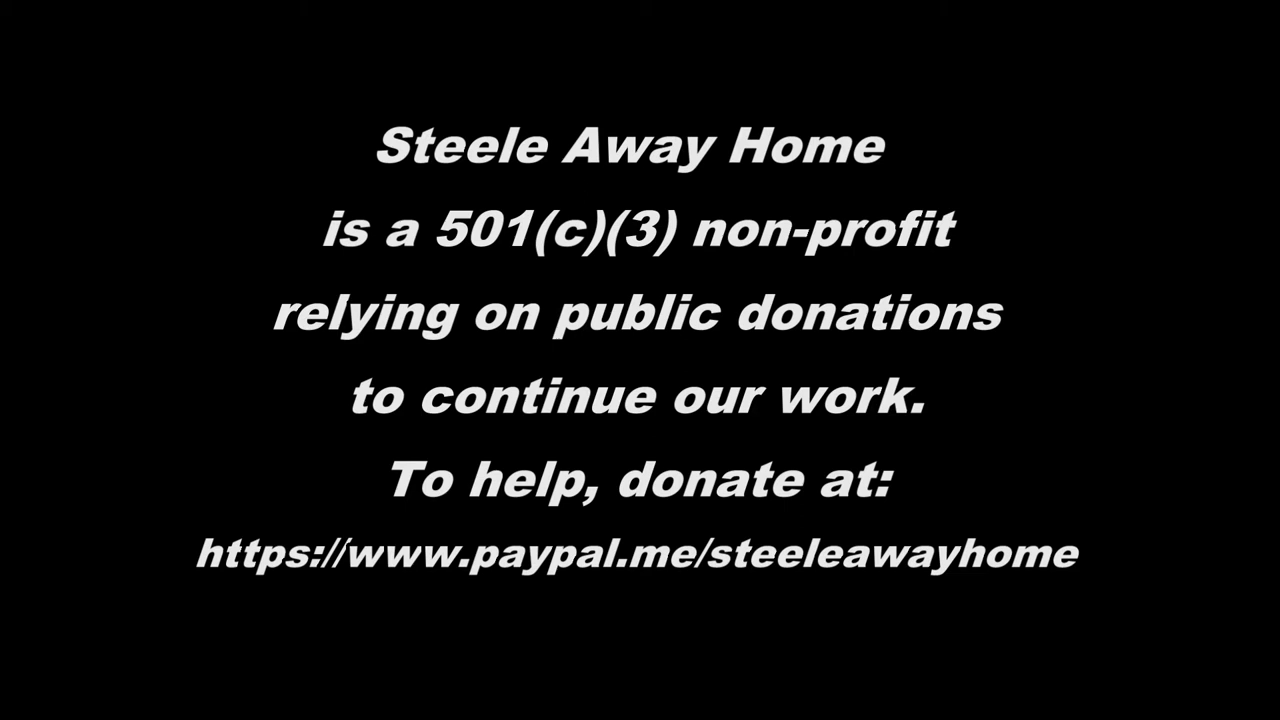 Steele Away Home
is a 501(c)(3) non-profit
relying on public donations
to continue our work.
To help, donate at:
https://www.paypal.me/steeleawayhome